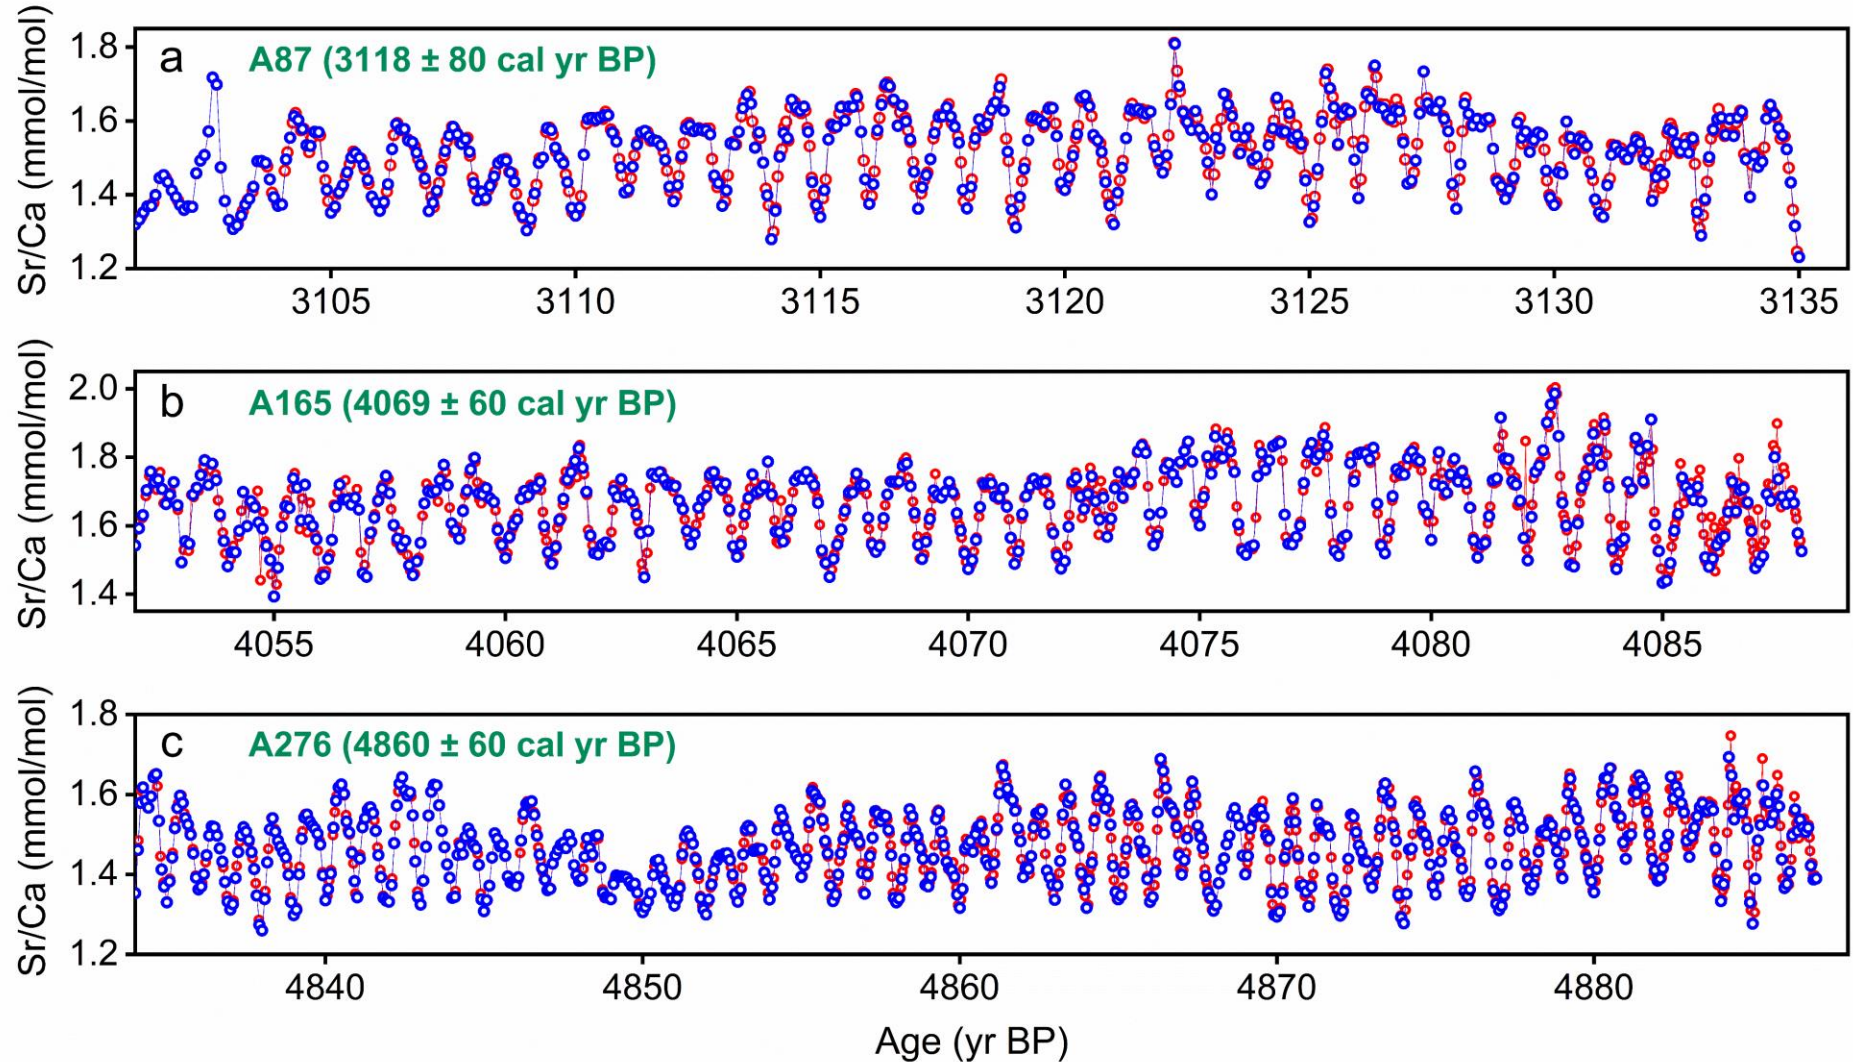 a A87 (3118 ± 80 cal yr BP)
Sr/Ca (mmol/mol)
1.8
1.6
1.4
1.2
3105 3110 3115 3120 3125 3130 3135
b A165 (4069 ± 60 cal yr BP)
Sr/Ca (mmol/mol)
2.0
1.8
1.6
1.4
4055 4060 4065 4070 4075 4080 4085
c A276 (4860 ± 60 cal yr BP)
Sr/Ca (mmol/mol)
1.8
1.6
1.4
1.2
4840 4850 4860 4870 4880
Age (yr BP)